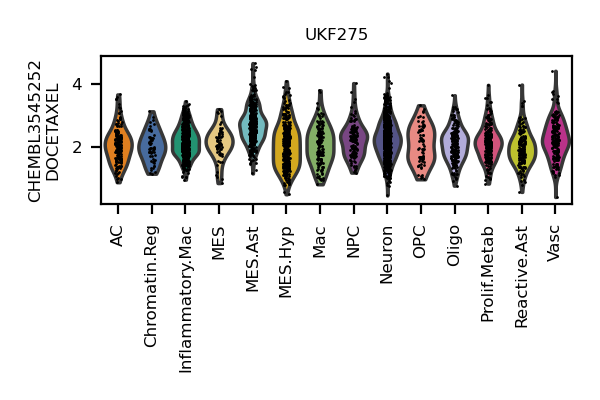 UKF275
CHEMBL3545252
DOCETAXEL
4
2
AC
Chromatin.Reg
Inflammatory.Mac
MES
MES.Ast
MES.Hyp
Mac
NPC
Neuron
OPC
Oligo
Prolif.Metab
Reactive.Ast
Vasc